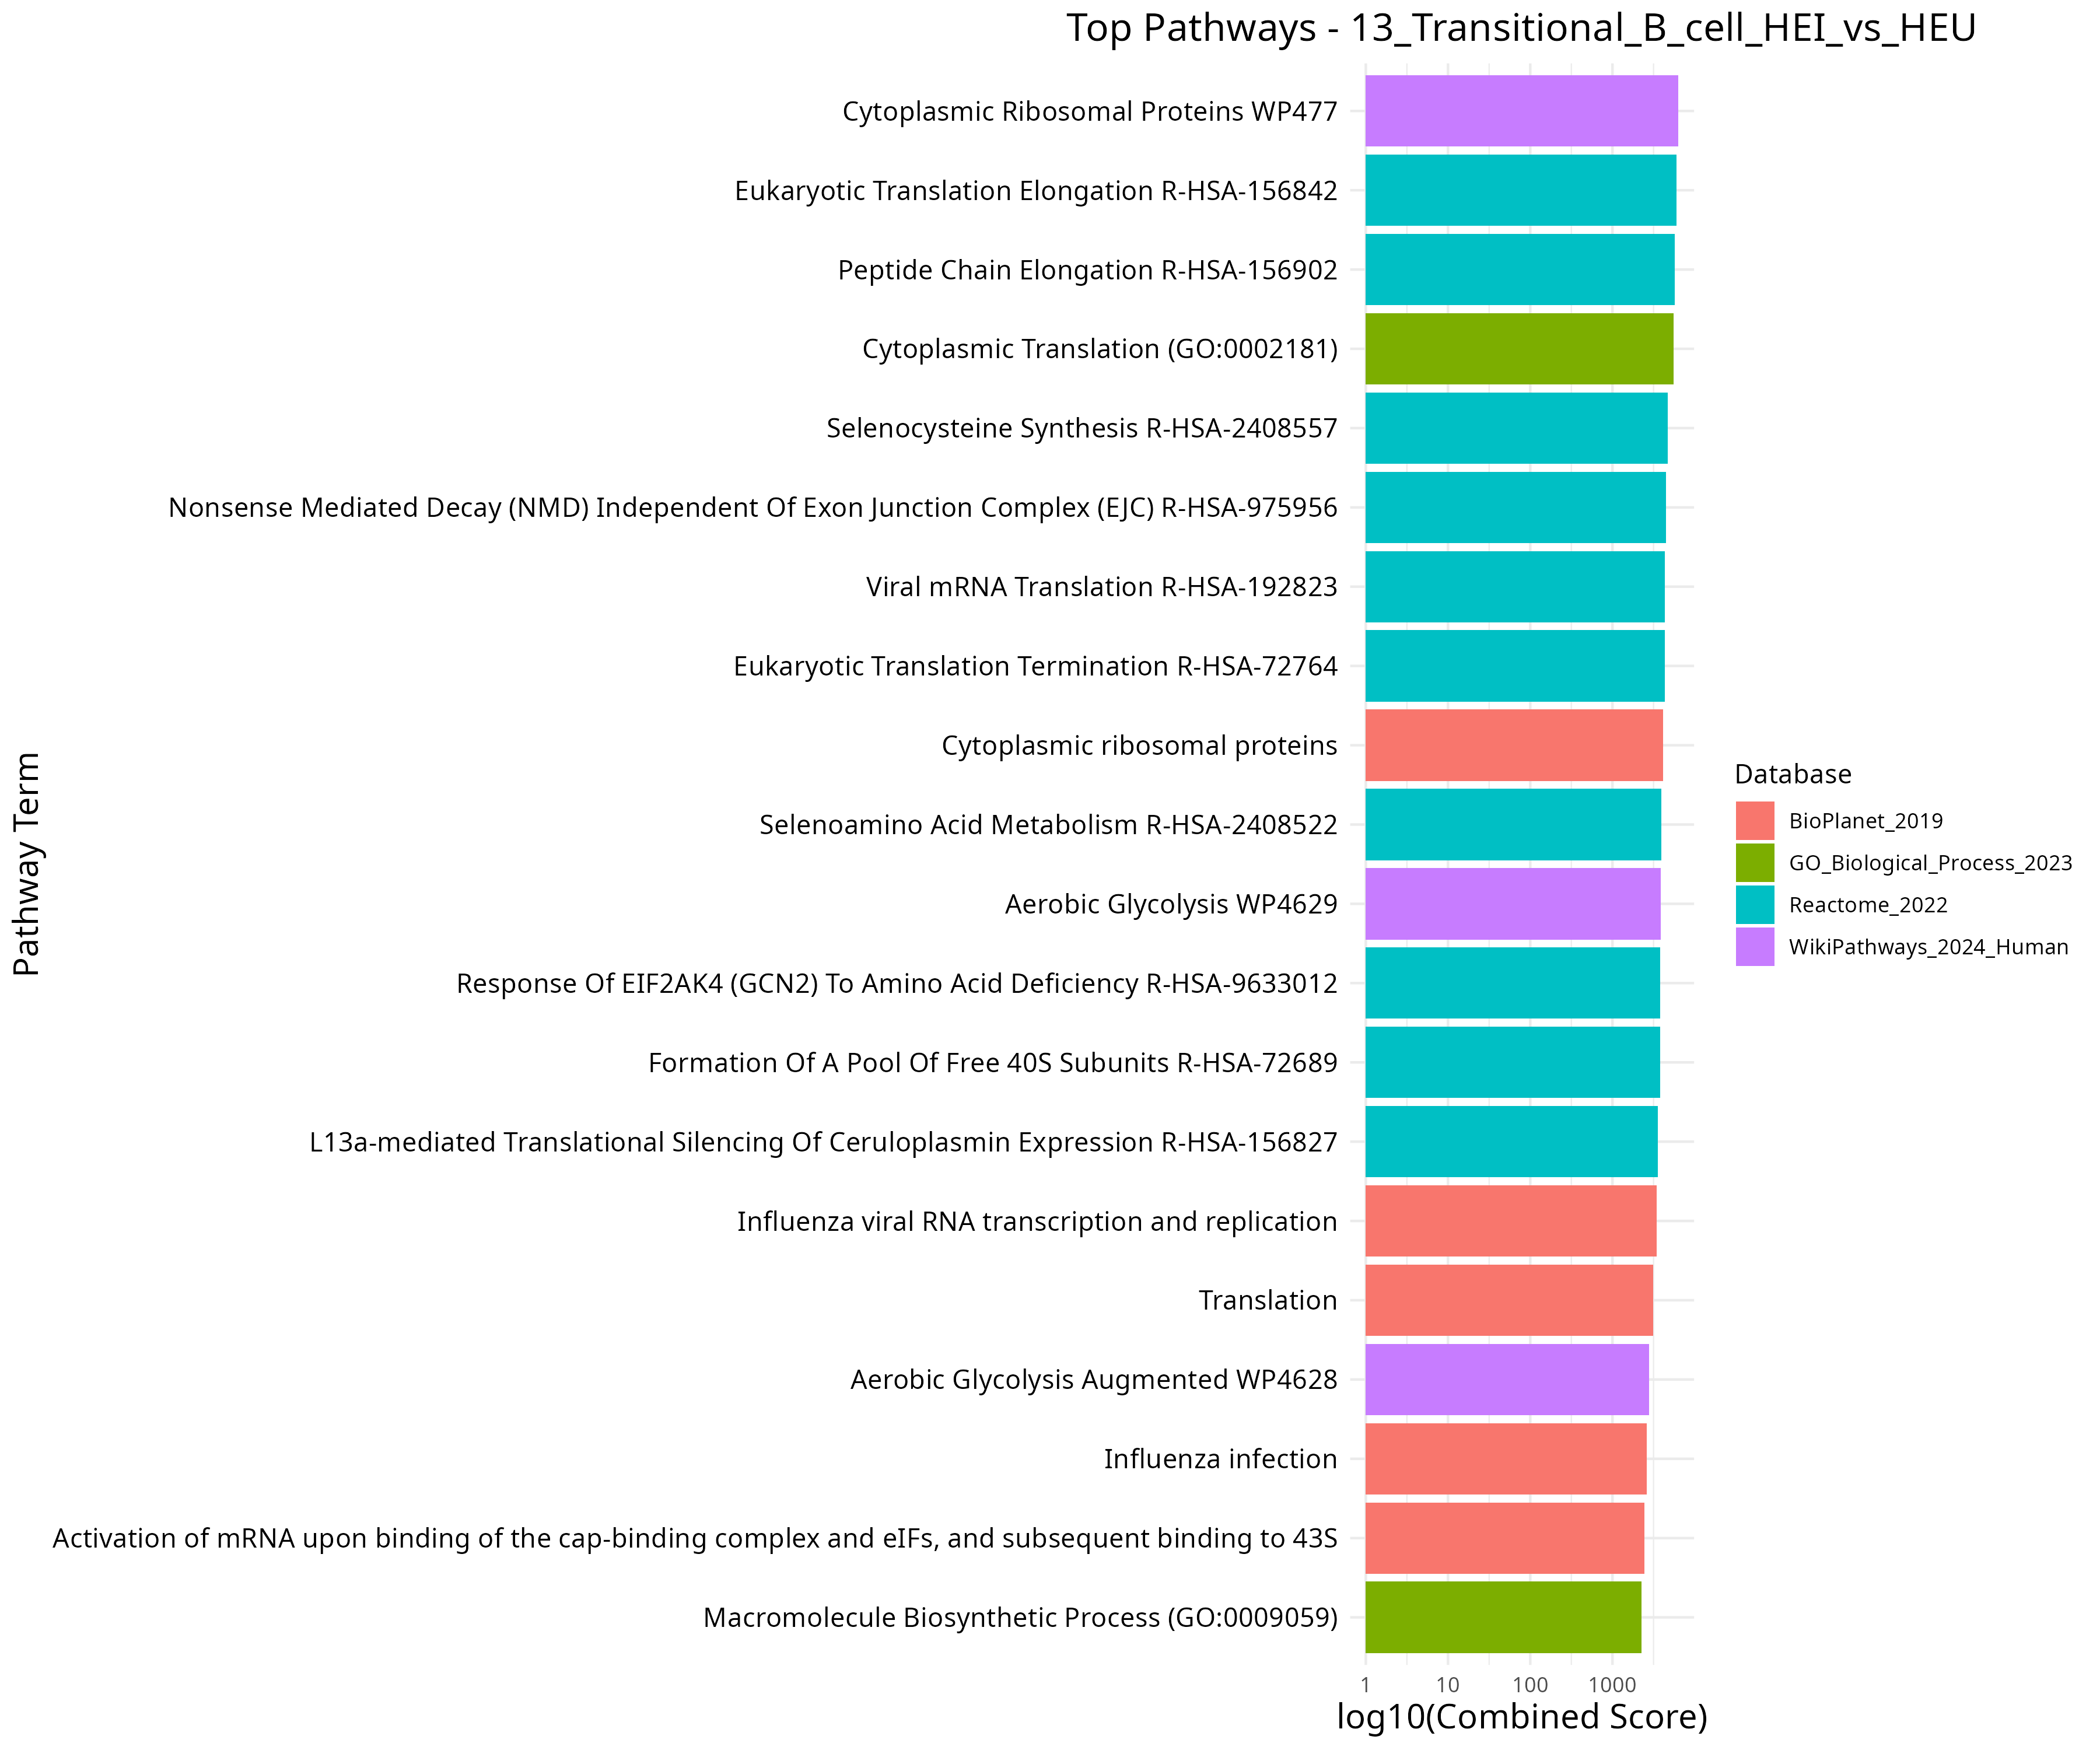 Top Pathways - 13_Transitional_B_cell_HEI_vs_HEU
Pathway Term
Cytoplasmic Ribosomal Proteins WP477
Eukaryotic Translation Elongation R-HSA-156842
Peptide Chain Elongation R-HSA-156902
Cytoplasmic Translation (GO:0002181)
Selenocysteine Synthesis R-HSA-2408557
Nonsense Mediated Decay (NMD) Independent Of Exon Junction Complex (EJC) R-HSA-975956
Viral mRNA Translation R-HSA-192823
Eukaryotic Translation Termination R-HSA-72764
Cytoplasmic ribosomal proteins
Selenoamino Acid Metabolism R-HSA-2408522
Aerobic Glycolysis WP4629
Response Of EIF2AK4 (GCN2) To Amino Acid Deficiency R-HSA-9633012
Formation Of A Pool Of Free 40S Subunits R-HSA-72689
L13a-mediated Translational Silencing Of Ceruloplasmin Expression R-HSA-156827
Influenza viral RNA transcription and replication
Translation
Aerobic Glycolysis Augmented WP4628
Influenza infection
Activation of mRNA upon binding of the cap-binding complex and eIFs, and subsequent binding to 43S
Macromolecule Biosynthetic Process (GO:0009059)
1 10 100 1000
log10(Combined Score)
Database
BioPlanet_2019
GO_Biological_Process_2023
Reactome_2022
WikiPathways_2024_Human